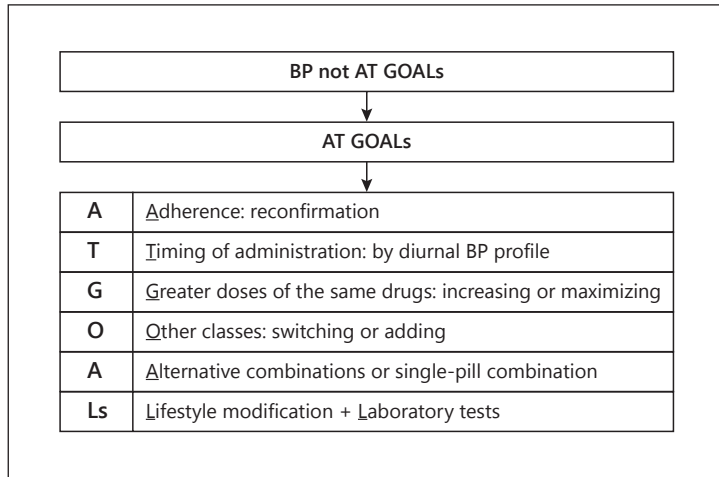 BP not AT GOALs
AT GOALs
A Adherence: reconfirmation
T Timing of administration: by diurnal BP profile
G Greater doses of the same drugs: increasing or maximizing
O Other classes: switching or adding
A Alternative combinations or single-pill combination
Ls Lifestyle modification + Laboratory tests